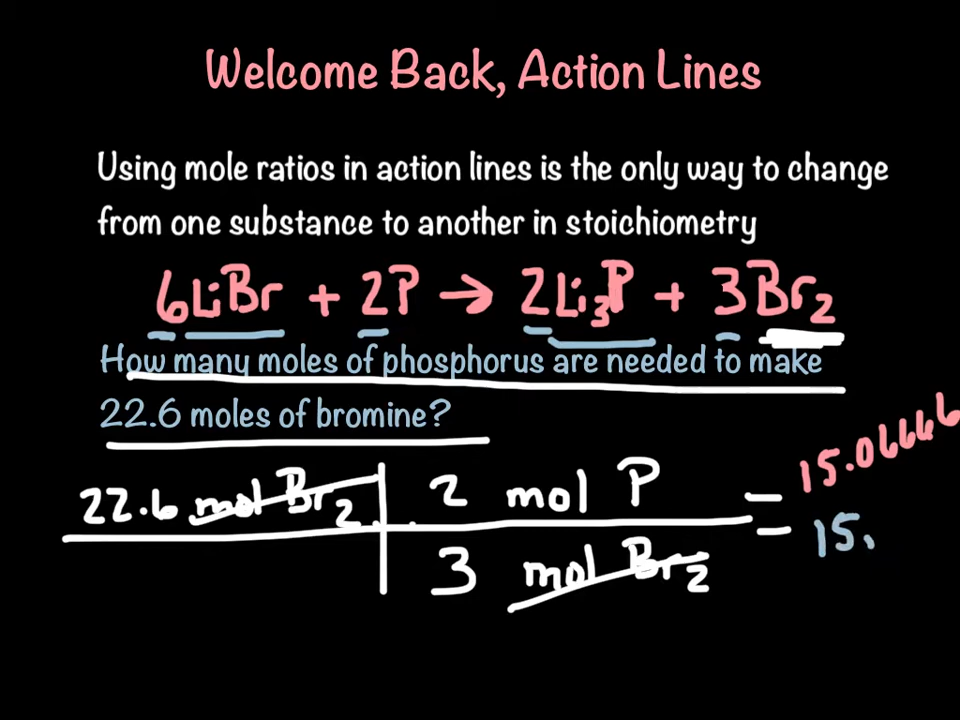 Welcome Back, Action Lines
Using mole ratios in action lines is the only way to change
from one substance to another in stoichiometry
6LiBr + 2P → 2Li₃P + 3Br₂
How many moles of phosphorus are needed to make
22.6 moles of bromine?
22.6 mol Br₂ | 2 mol P = 15.06666
3 mol Br₂ = 15.